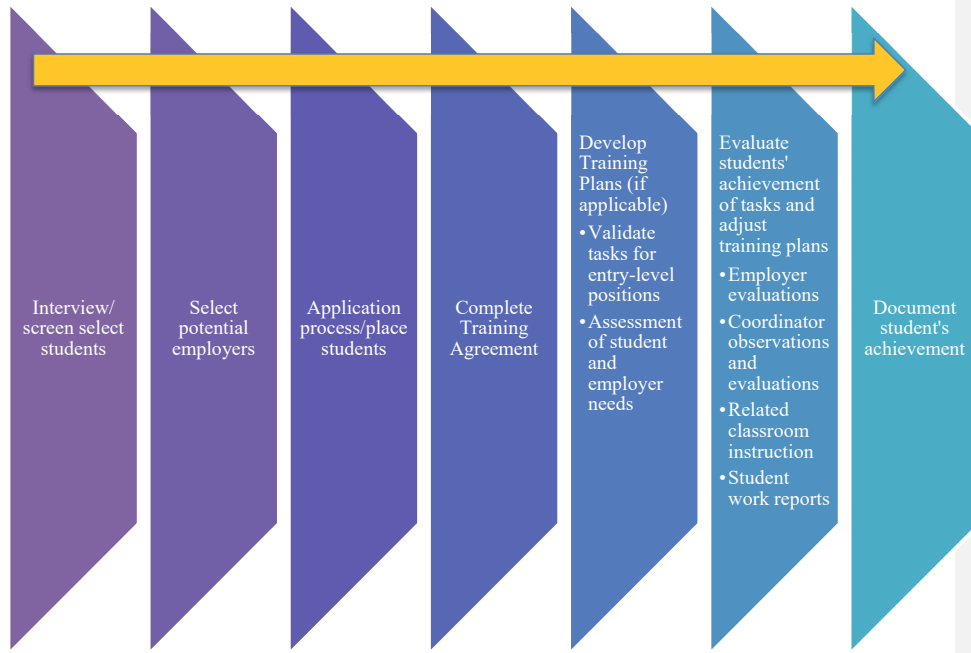 Interview/
screen select
students
Select
potential
employers
Application
process/place
students
Complete
Training
Agreement
Develop
Training
Plans (if
applicable)
•Validate
tasks for
entry-level
positions
•Assessment
of student
and
employer
needs
Evaluate
students'
achievement
of tasks and
adjust
training plans
•Employer
evaluations
•Coordinator
observations
and
evaluations
•Related
classroom
instruction
•Student
work reports
Document
student's
achievement